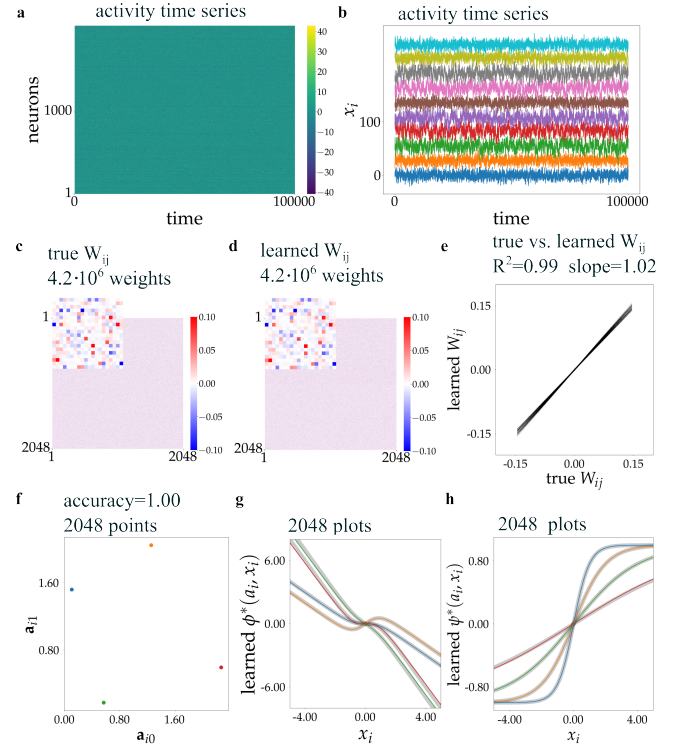 a
activity time series
neurons
1000
1
0
100000
time
40
30
20
10
0
−10
−20
−30
−40
b
activity time series
x_i
100
0
0
100000
time
c
true W_ij
4.2·10^6 weights
1
2048
1
2048
0.10
0.05
0.00
−0.05
−0.10
d
learned W_ij
4.2·10^6 weights
1
2048
1
2048
0.10
0.05
0.00
−0.05
−0.10
e
true vs. learned W_ij
R^2=0.99 slope=1.02
learned W_ij
0.15
0.00
-0.15
-0.15
0.00
0.15
true W_ij
f
accuracy=1.00
2048 points
a_i1
1.60
0.80
0.00
0.80
1.60
a_i0
g
2048 plots
learned ϕ*(a_i, x_i)
6.00
0.00
-6.00
-4.00
0.00
4.00
x_i
h
2048 plots
learned ψ*(a_i, x_i)
0.80
0.00
-0.80
-4.00
0.00
4.00
x_i